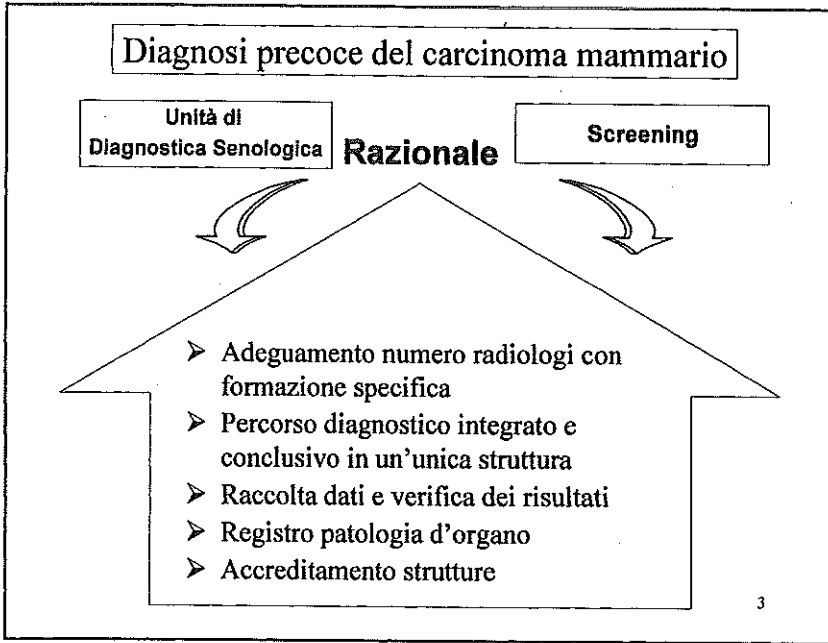 Diagnosi precoce del carcinoma mammario
Unità di
Diagnostica Senologica
Razionale
Screening
➢ Adeguamento numero radiologi con
formazione specifica
➢ Percorso diagnostico integrato e
conclusivo in un'unica struttura
➢ Raccolta dati e verifica dei risultati
➢ Registro patologia d'organo
➢ Accreditamento strutture
3